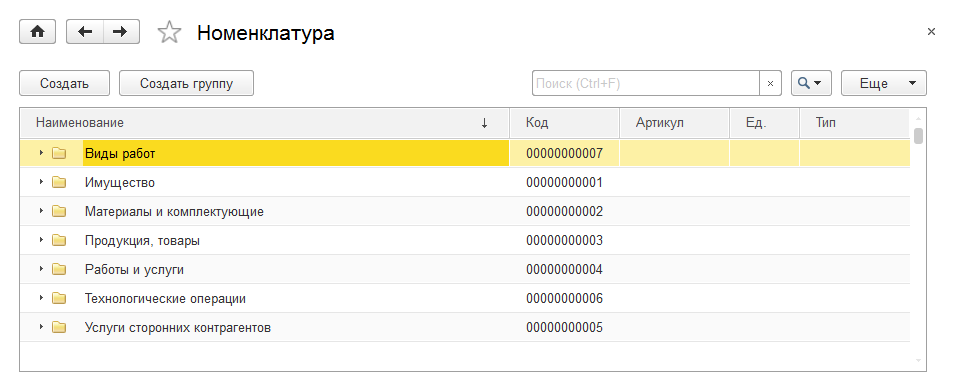 Номенклатура
Создать Создать группу Поиск (Ctrl+F) Еще
Наименование Код Артикул Ед. Тип
Виды работ 00000000007
Имущество 00000000001
Материалы и комплектующие 00000000002
Продукция, товары 00000000003
Работы и услуги 00000000004
Технологические операции 00000000006
Услуги сторонних контрагентов 00000000005